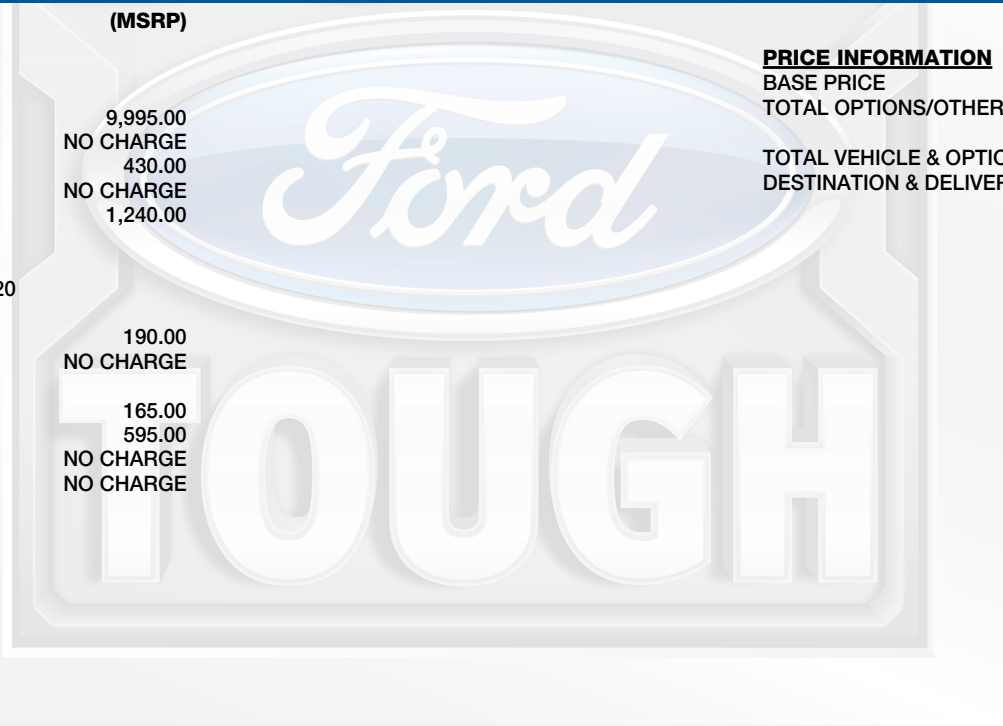 (MSRP)
9,995.00
NO CHARGE
430.00
NO CHARGE
1,240.00
20
190.00
NO CHARGE
165.00
595.00
NO CHARGE
NO CHARGE
PRICE INFORMATION
BASE PRICE
TOTAL OPTIONS/OTHER
TOTAL VEHICLE & OPTIO
DESTINATION & DELIVER
Ford
TOUGH